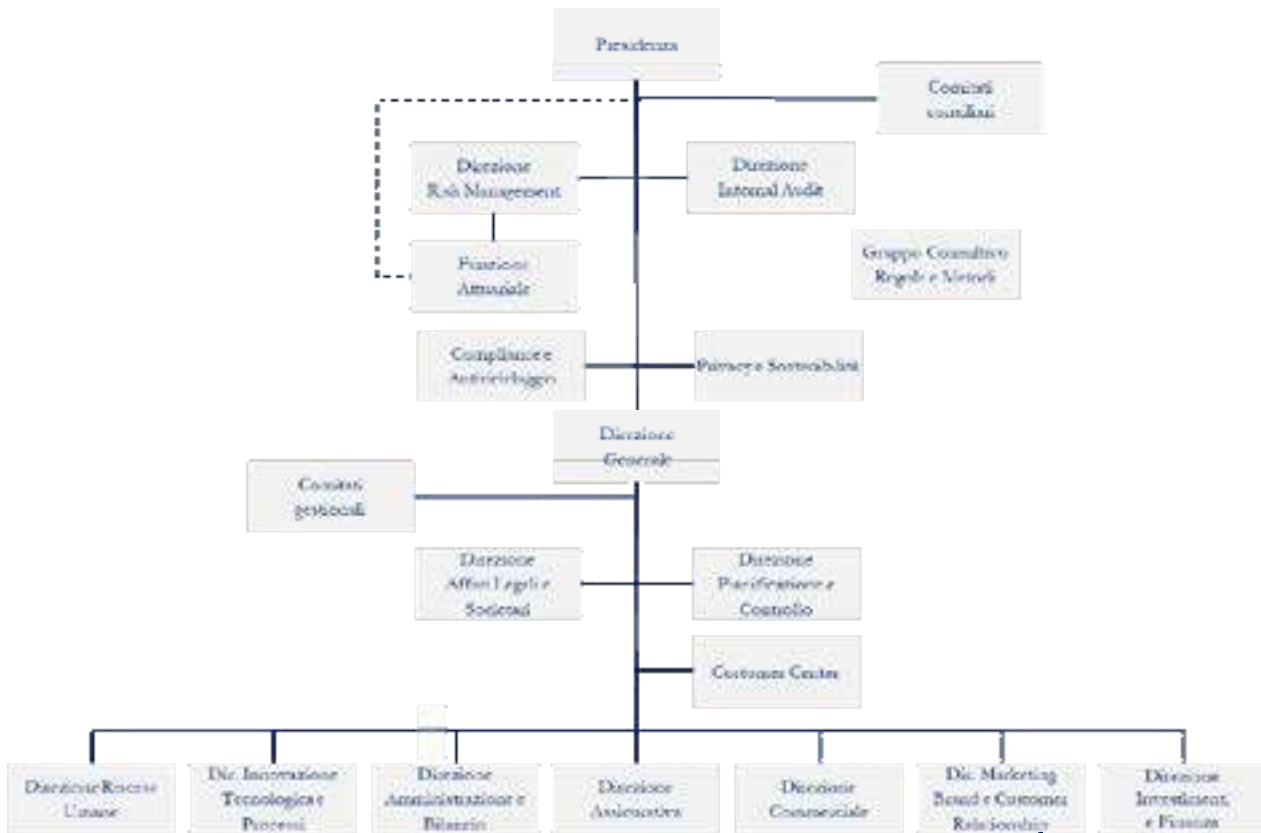 Presidenza
Comitati
consiliari
Direzione
Risk Management
Direzione
Internal Audit
Gruppo Consultivo
Regole e Metodi
Funzione
Attuariale
Compliance e
Antiriciclaggio
Privacy e Sostenibilità
Direzione
Generale
Comitati
gestionali
Direzione
Affari Legali e
Societari
Direzione
Pianificazione e
Controllo
Customer Center
Direzione Risorse
Umane
Dir. Innovazione
Tecnologica e
Processi
Direzione
Amministrazione e
Bilancio
Direzione
Assicurativa
Direzione
Commerciale
Dir. Marketing
Brand e Customer
Relationship
Direzione
Investiment.
e Finanza